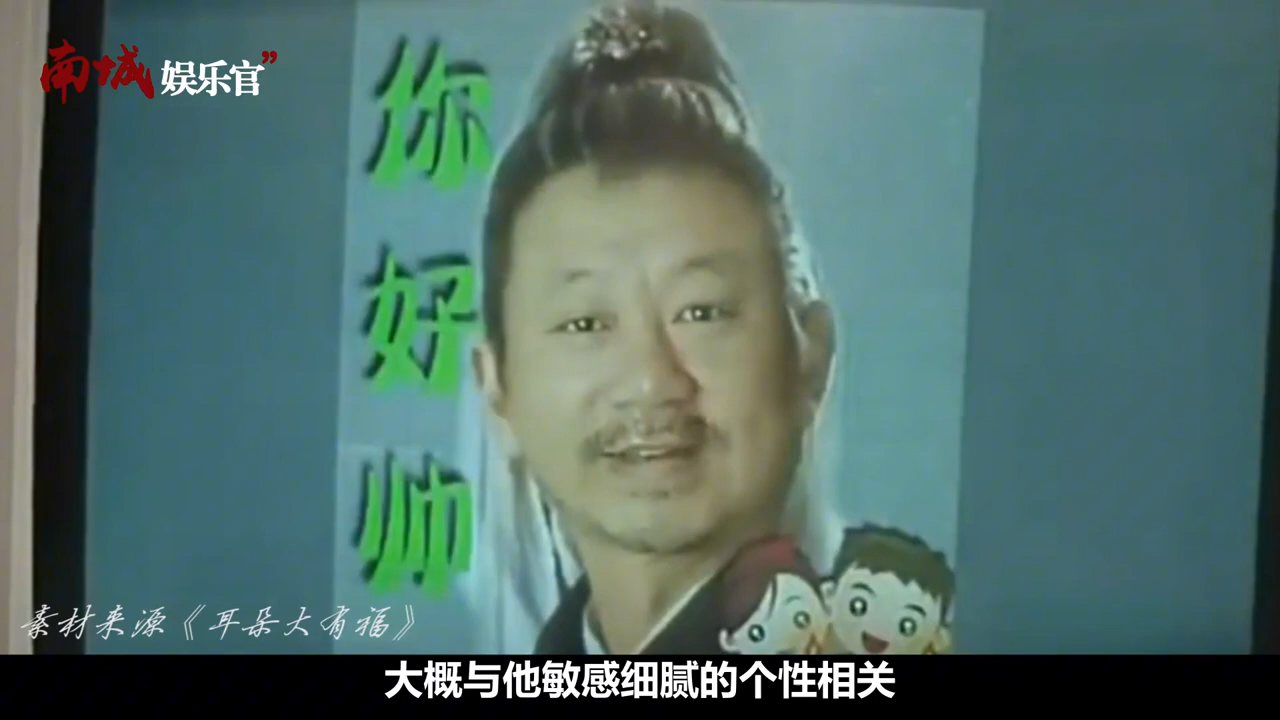 南城娱乐官”
你好帅
素材来源《耳朵大有福》
大概与他敏感细腻的个性相关